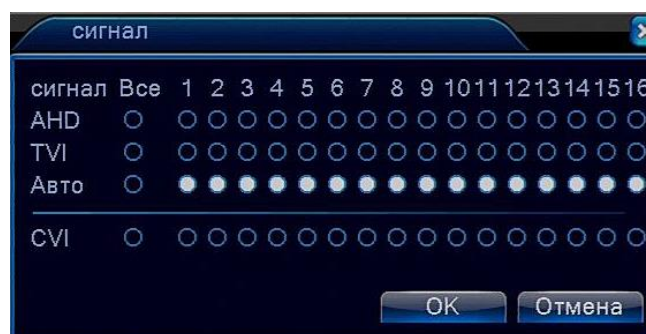 сигнал
сигнал Все 1 2 3 4 5 6 7 8 9 10 11 12 13 14 15 16
AHD
TVI
Авто
CVI
OK Отмена